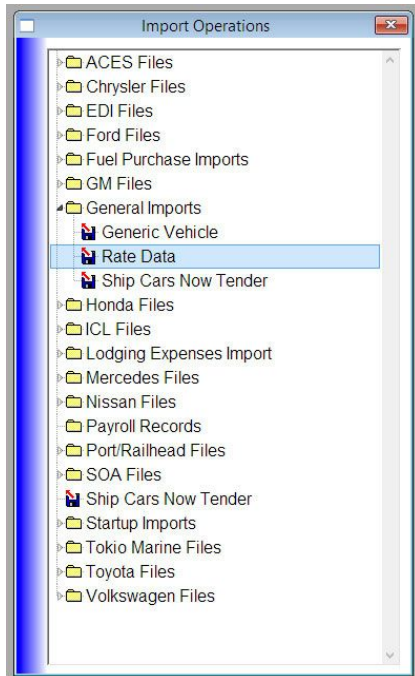 Import Operations
ACES Files
Chrysler Files
EDI Files
Ford Files
Fuel Purchase Imports
GM Files
General Imports
Generic Vehicle
Rate Data
Ship Cars Now Tender
Honda Files
ICL Files
Lodging Expenses Import
Mercedes Files
Nissan Files
Payroll Records
Port/Railhead Files
SOA Files
Ship Cars Now Tender
Startup Imports
Tokio Marine Files
Toyota Files
Volkswagen Files